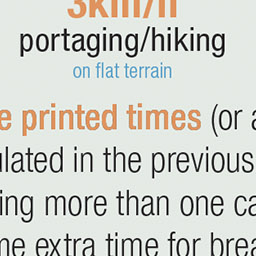 3km/h
portaging/hiking
on flat terrain
e printed times (or a
ulated in the previous
ing more than one ca
me extra time for brea